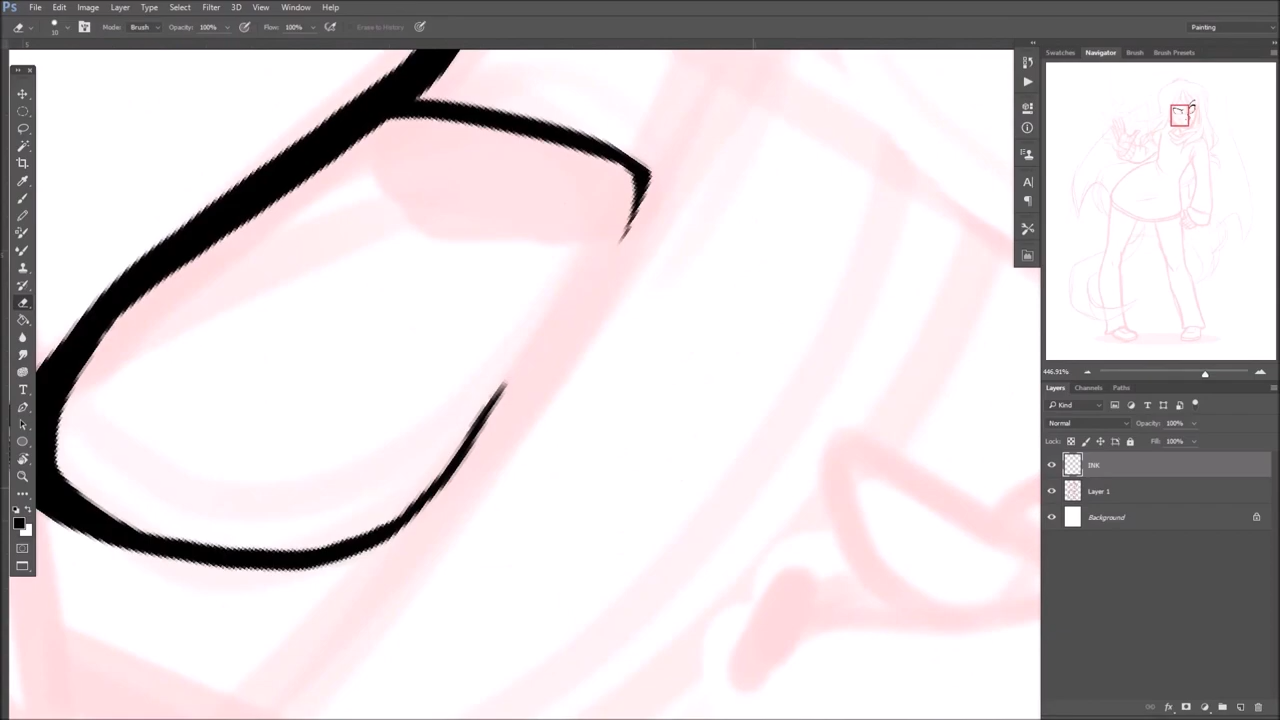 Ps File Edit Image Layer Type Select Filter 3D View Window Help
10 Mode: Brush Opacity: 100% Flow: 100% Erase to History Painting
5
Swatches Navigator Brush Brush Presets
446.91%
Layers Channels Paths
Kind
Normal Opacity: 100%
Lock: Fill: 100%
INK
Layer 1
Background